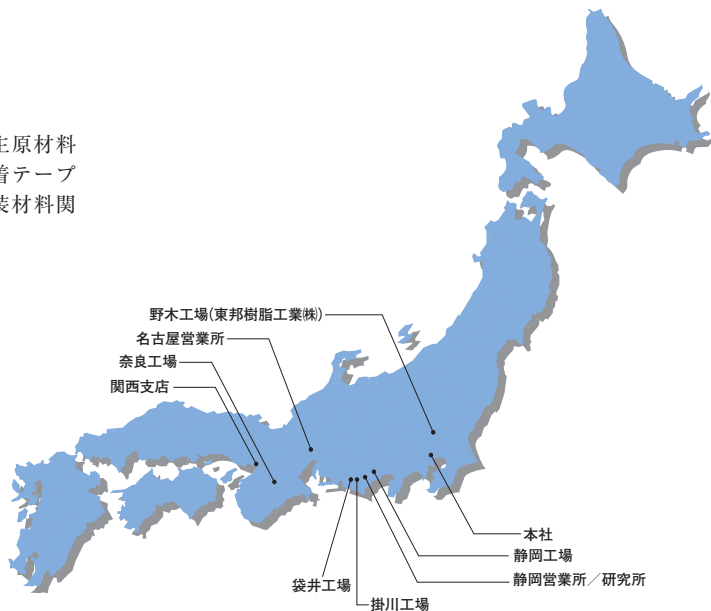 主原材料
着テープ
装材料関
野木工場(東邦樹脂工業㈱)
名古屋営業所
奈良工場
関西支店
本社
静岡工場
静岡営業所／研究所
袋井工場
掛川工場